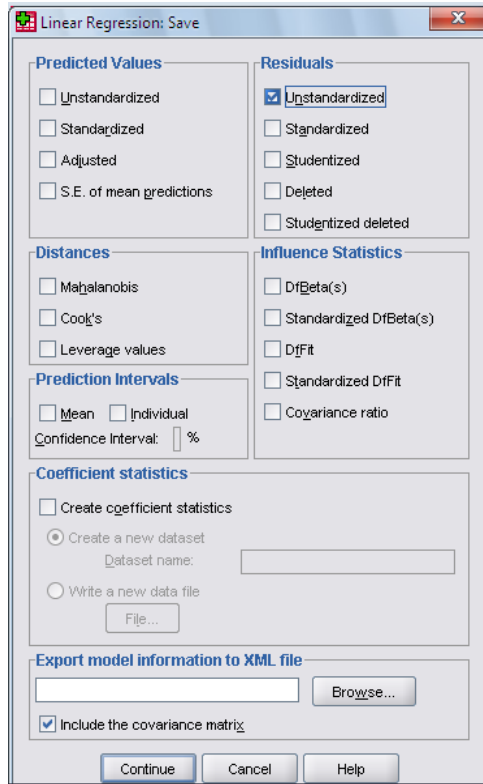 Linear Regression: Save
Predicted Values
Unstandardized
Standardized
Adjusted
S.E. of mean predictions
Residuals
Unstandardized
Standardized
Studentized
Deleted
Studentized deleted
Distances
Mahalanobis
Cook's
Leverage values
Influence Statistics
DfBeta(s)
Standardized DfBeta(s)
DfFit
Standardized DfFit
Covariance ratio
Prediction Intervals
Mean Individual
Confidence Interval: %
Coefficient statistics
Create coefficient statistics
Create a new dataset
Dataset name:
Write a new data file
File...
Export model information to XML file
Browse...
Include the covariance matrix
Continue Cancel Help